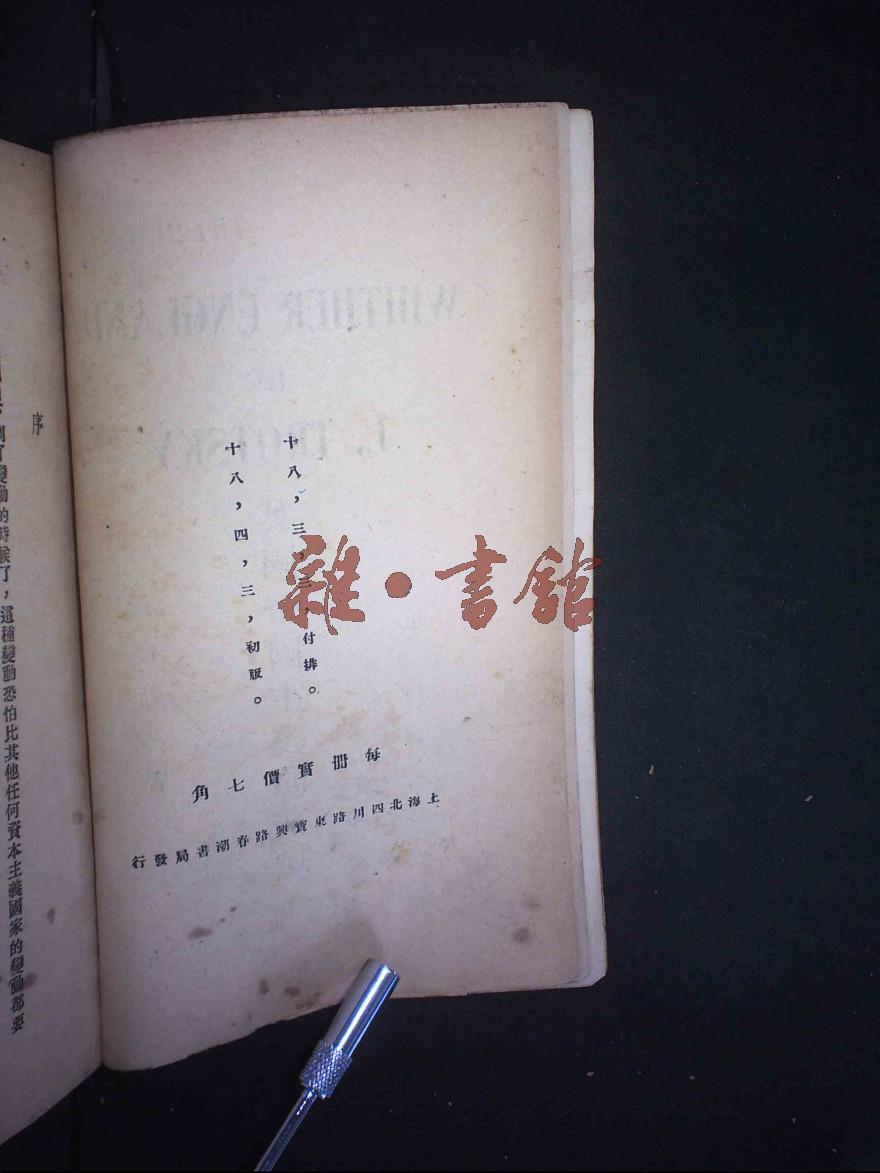 十八，三，付排。
十八，四，三，初版。
每冊實價七角
上海北四川路東寶興路春潮書局發行
雜·書館
序
到了變動的時候了，這種變動恐怕比其他任何資本主義國家的變動都要